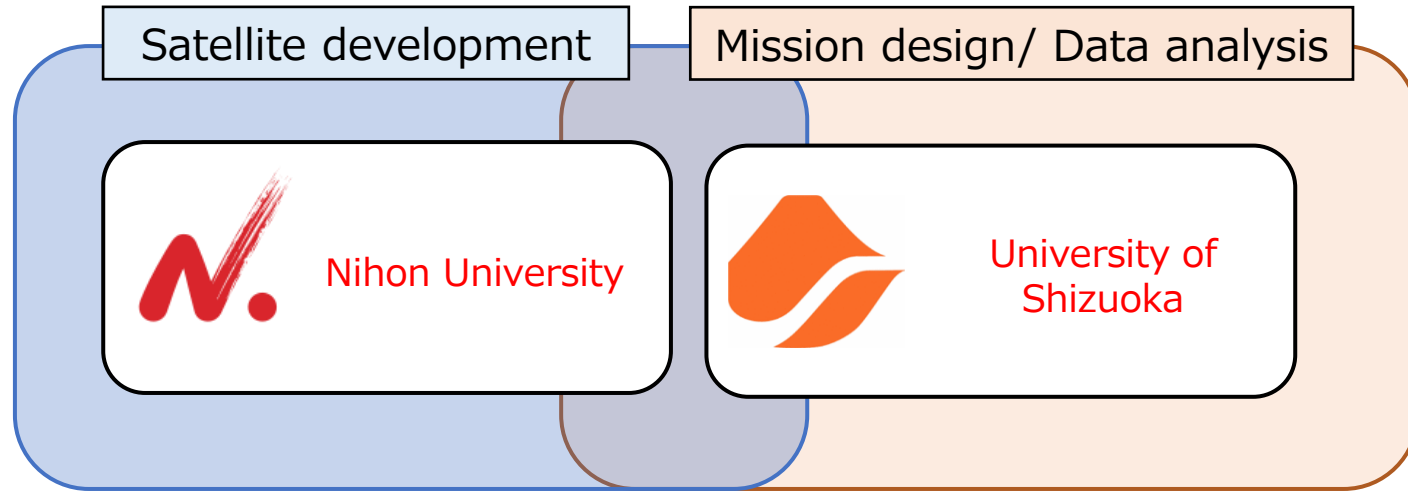 Satellite development
Mission design/ Data analysis
Nihon University
University of
Shizuoka